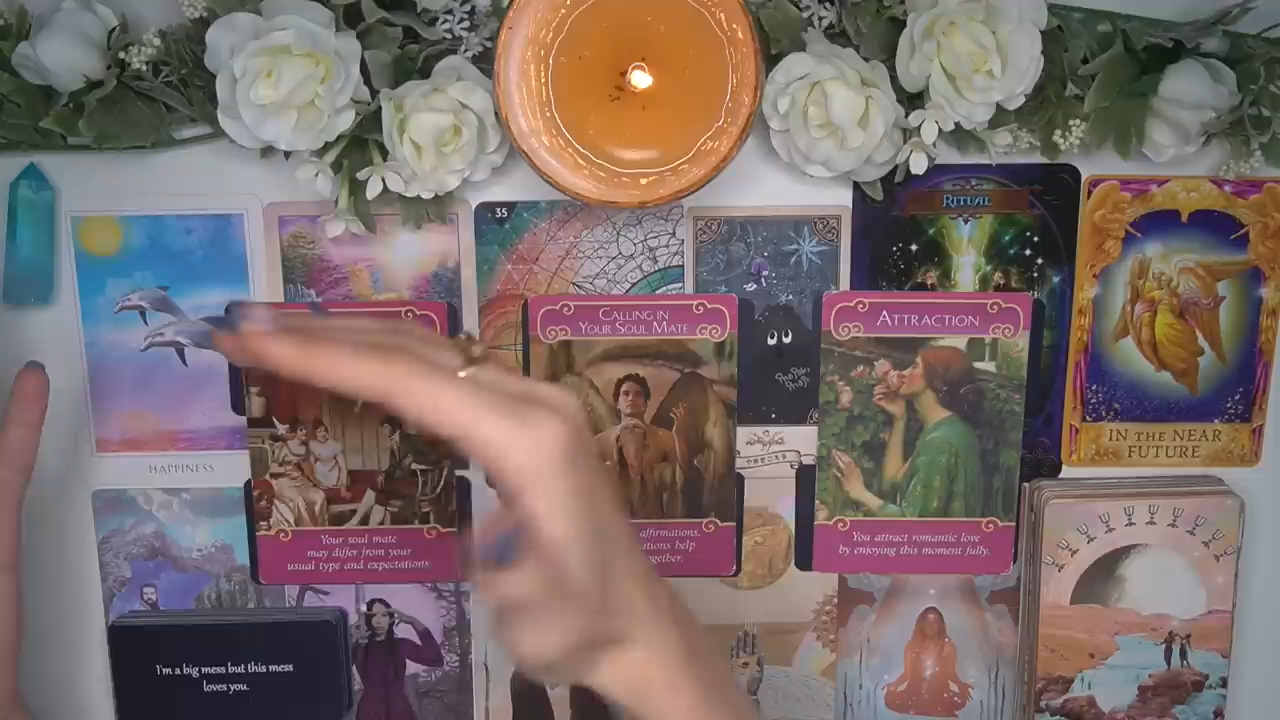 35
RITUAL
CALLING IN
YOUR SOUL MATE
ATTRACTION
IN THE NEAR
FUTURE
HAPPINESS
Your soul mate
may differ from your
usual type and expectations.
affirmations,
help
You attract romantic love
by enjoying this moment fully.
I'm a big mess but this mess
loves you.